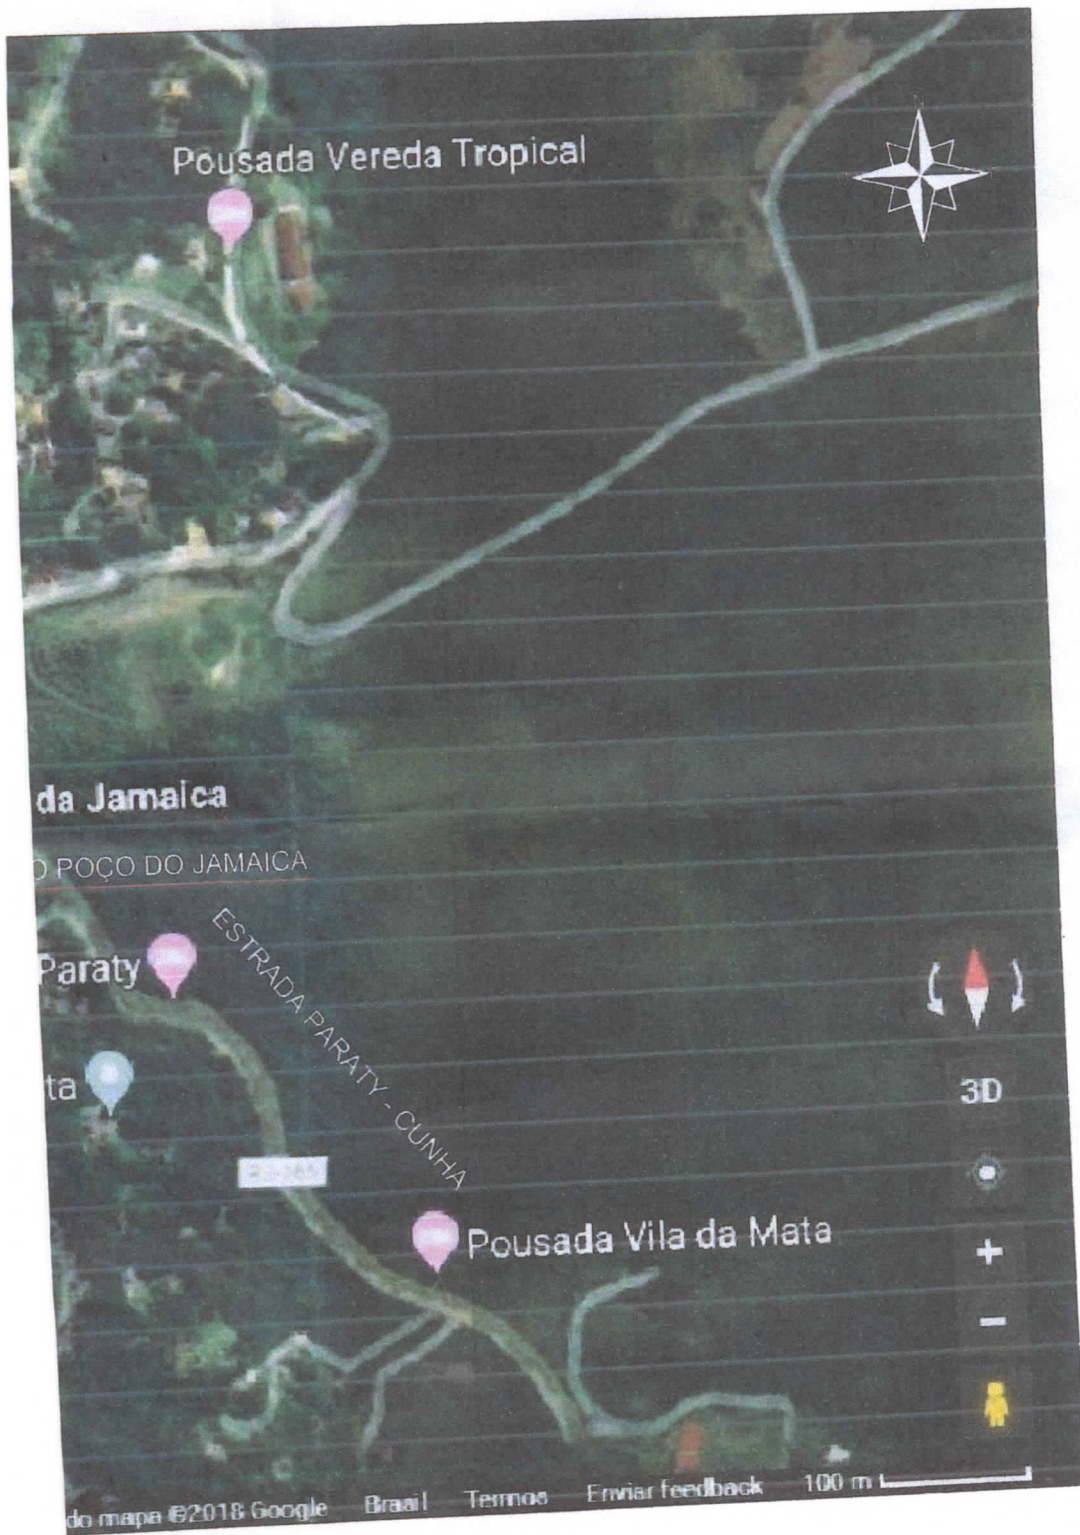 Pousada Vereda Tropical
da Jamaica
O POÇO DO JAMAICA
ESTRADA PARATY - CUNHA
Paraty
ta
3D
Pousada Vila da Mata
+
−
do mapa ©2018 Google Brasil Termos Enviar feedback 100 m